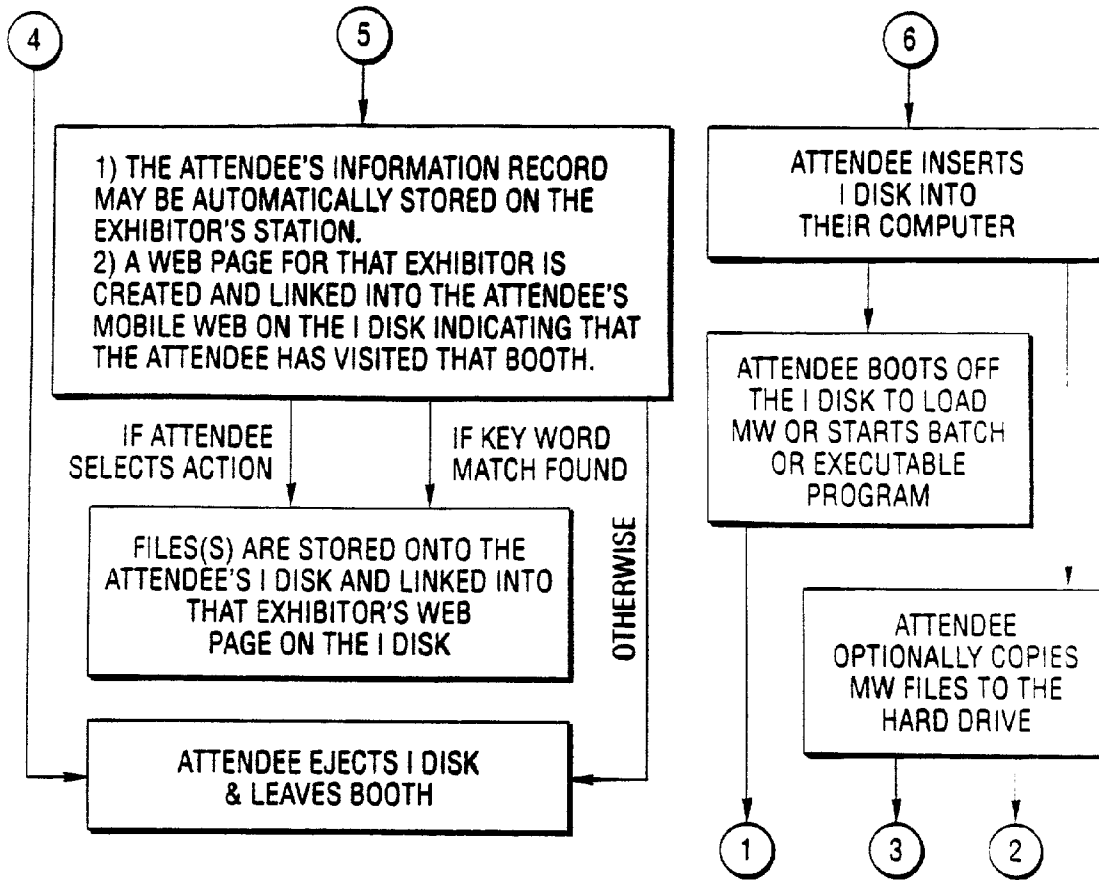 4
5
6
1) THE ATTENDEE'S INFORMATION RECORD
MAY BE AUTOMATICALLY STORED ON THE
EXHIBITOR'S STATION.
2) A WEB PAGE FOR THAT EXHIBITOR IS
CREATED AND LINKED INTO THE ATTENDEE'S
MOBILE WEB ON THE I DISK INDICATING THAT
THE ATTENDEE HAS VISITED THAT BOOTH.
IF ATTENDEE
SELECTS ACTION
IF KEY WORD
MATCH FOUND
OTHERWISE
FILES(S) ARE STORED ONTO THE
ATTENDEE'S I DISK AND LINKED INTO
THAT EXHIBITOR'S WEB
PAGE ON THE I DISK
ATTENDEE EJECTS I DISK
& LEAVES BOOTH
ATTENDEE INSERTS
I DISK INTO
THEIR COMPUTER
ATTENDEE BOOTS OFF
THE I DISK TO LOAD
MW OR STARTS BATCH
OR EXECUTABLE
PROGRAM
ATTENDEE
OPTIONALLY COPIES
MW FILES TO THE
HARD DRIVE
1
3
2